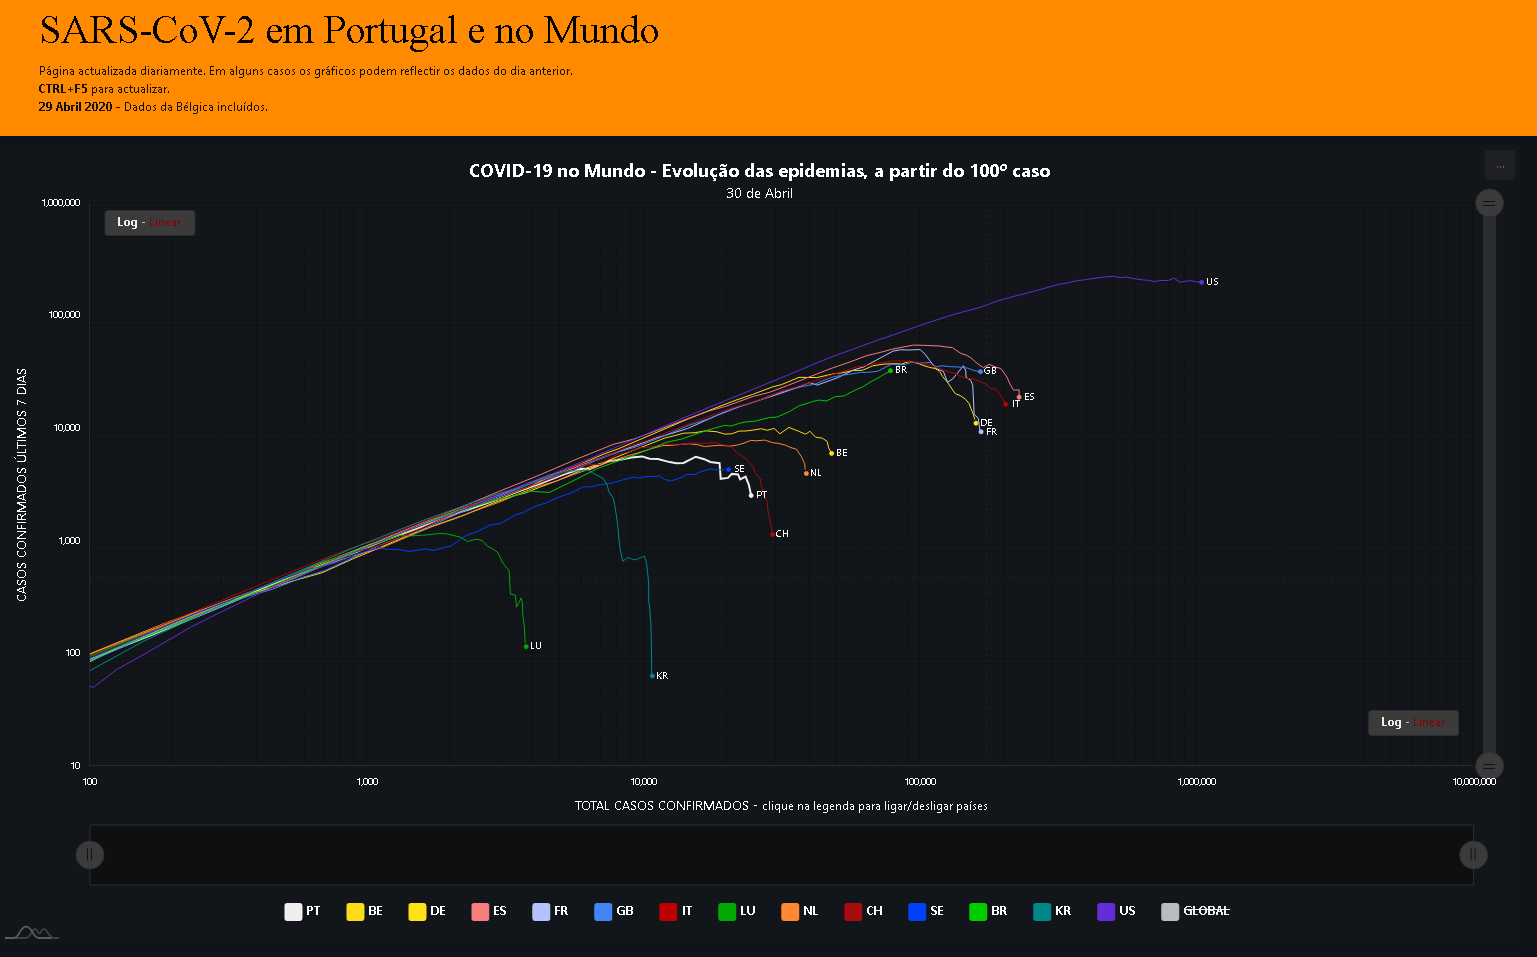 SARS-CoV-2 em Portugal e no Mundo
Página actualizada diariamente. Em alguns casos os gráficos podem reflectir os dados do dia anterior.
CTRL+F5 para actualizar.
29 Abril 2020 - Dados da Bélgica incluídos.
COVID-19 no Mundo - Evolução das epidemias, a partir do 100º caso
...
30 de Abril
1,000,000
Log - Linear
US
100,000
BR
GB
ES
IT
10,000
DE
FR
BE
SE
NL
PT
CH
1,000
LU
100
KR
Log - Linear
10
CASOS CONFIRMADOS ÚLTIMOS 7 DIAS
100
1,000
10,000
100,000
1,000,000
10,000,000
TOTAL CASOS CONFIRMADOS - clique na legenda para ligar/desligar países
PT BE DE ES FR GB IT LU NL CH SE BR KR US GLOBAL